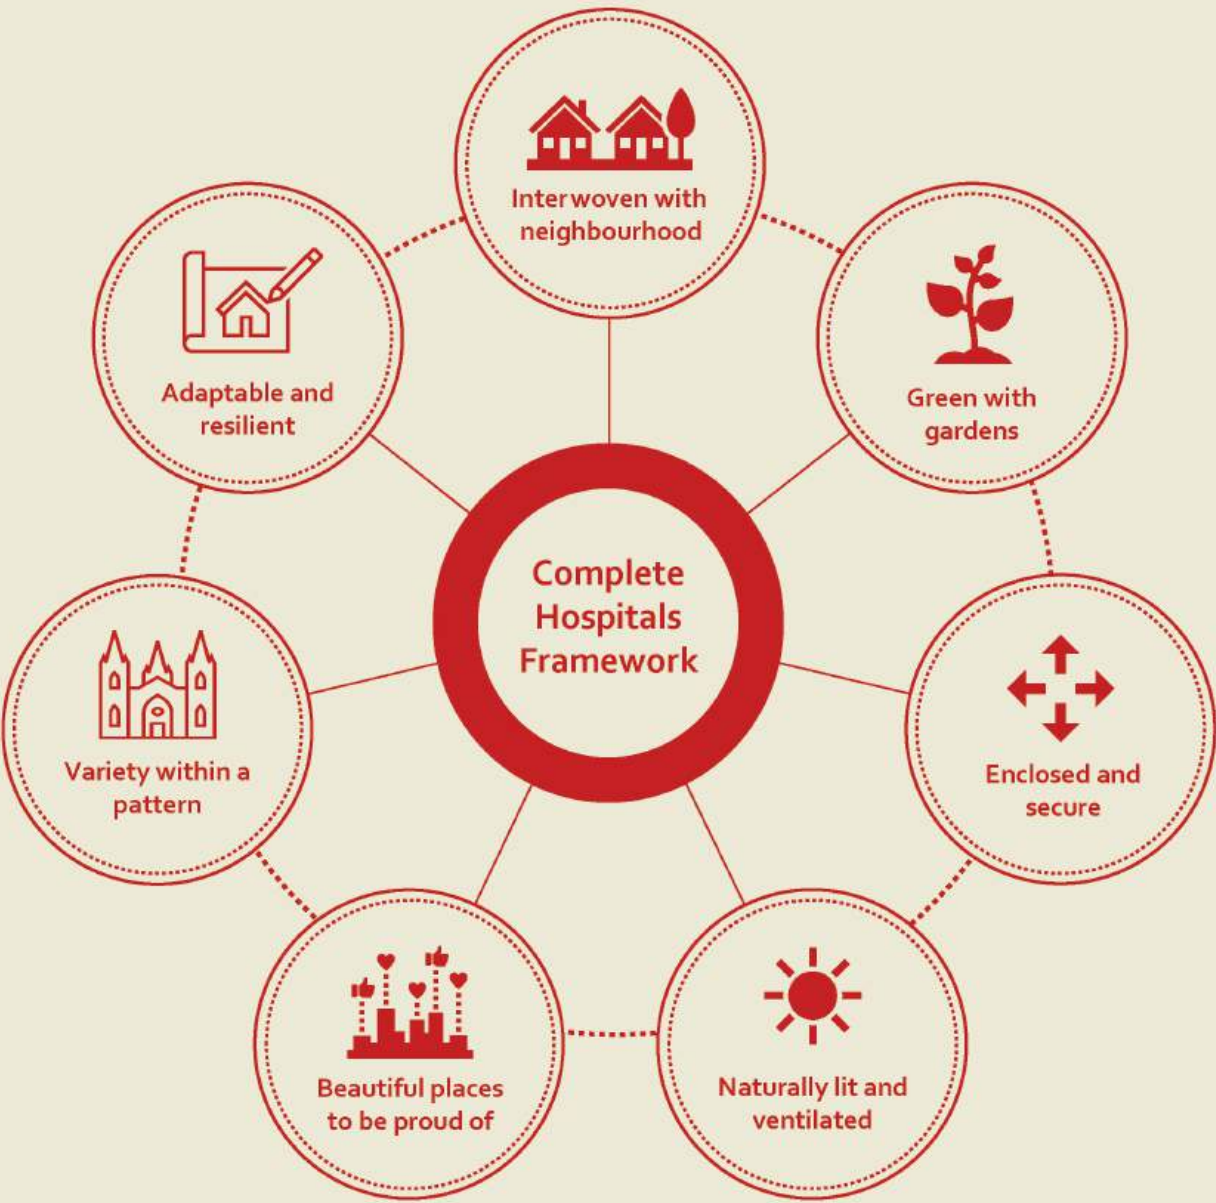 Interwoven with
neighbourhood
Green with
gardens
Enclosed and
secure
Naturally lit and
ventilated
Beautiful places
to be proud of
Variety within a
pattern
Adaptable and
resilient
Complete
Hospitals
Framework